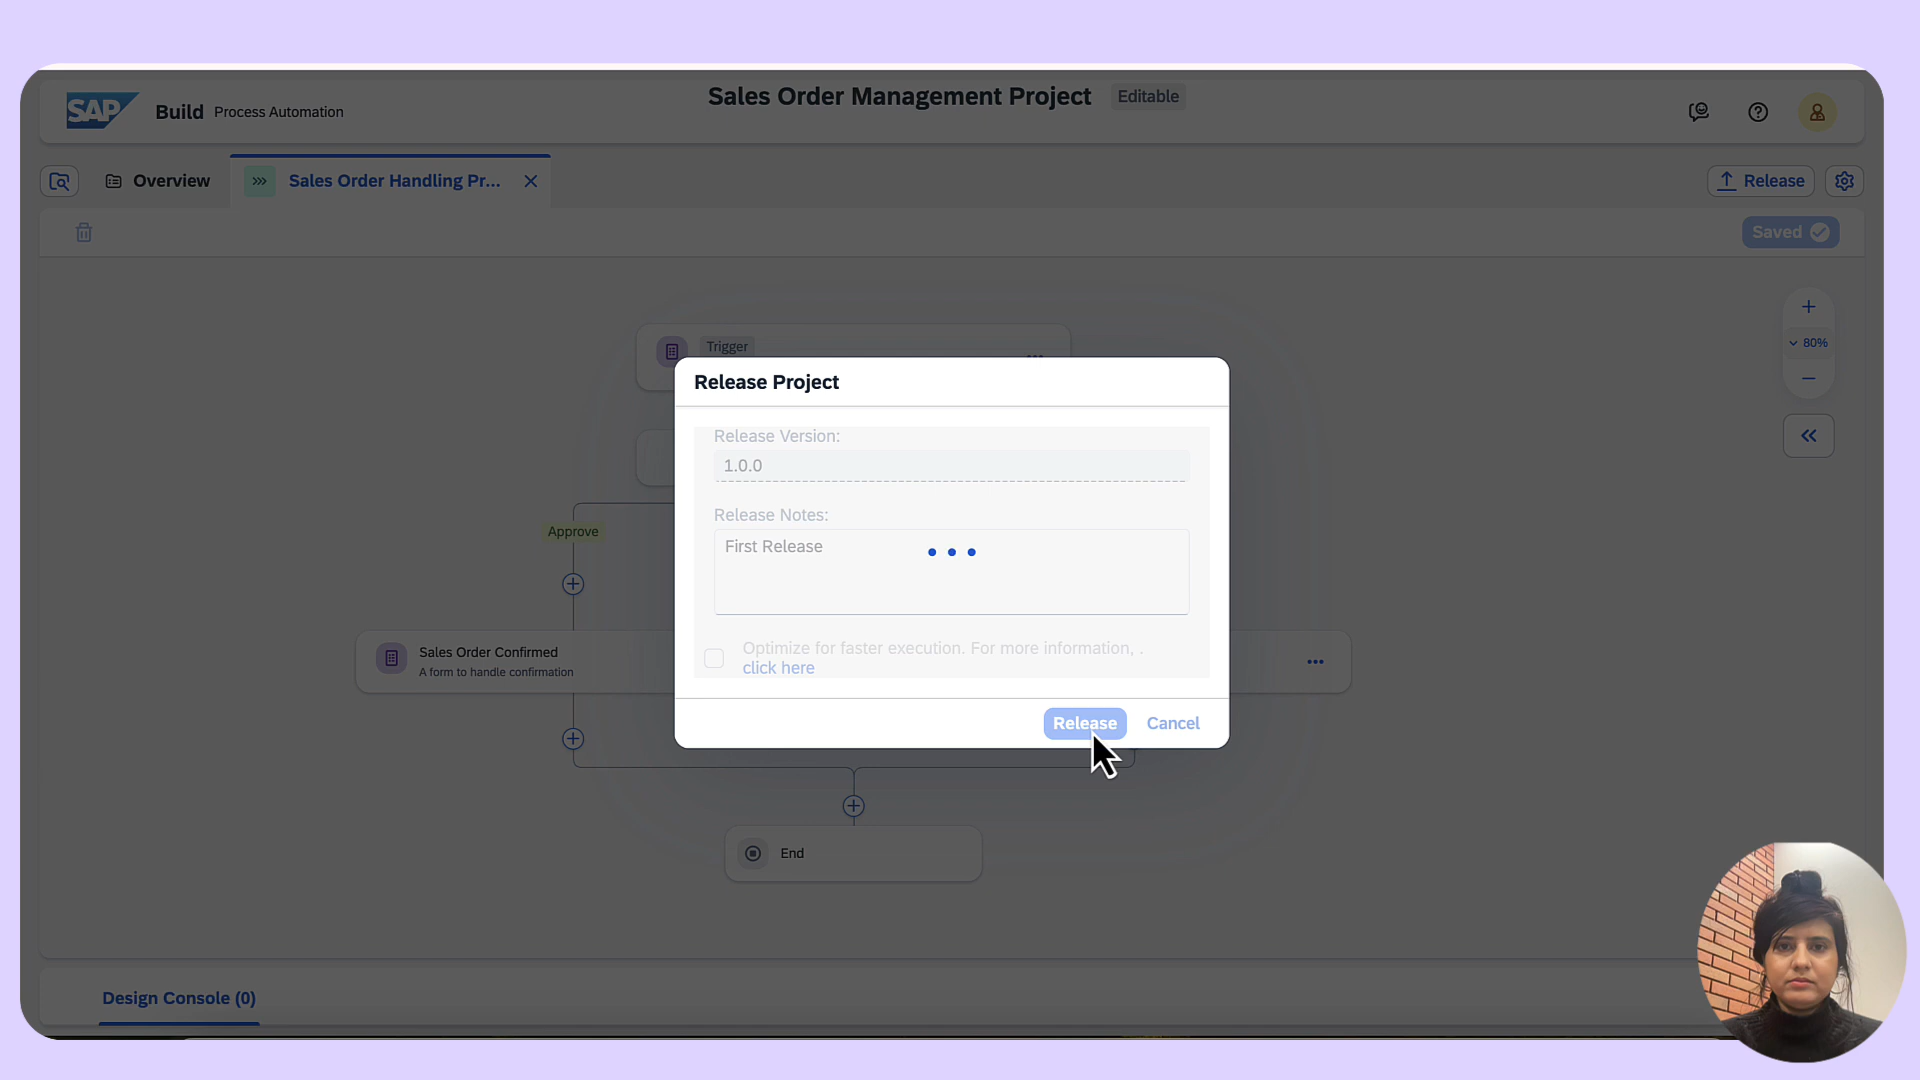 Sales Order Management Project Editable
SAP Build Process Automation
Overview
Sales Order Handling Pr...
Release
Saved
Trigger
80%
Release Project
Release Version:
1.0.0
Release Notes:
First Release
Approve
Optimize for faster execution. For more information, .
click here
Sales Order Confirmed
A form to handle confirmation
Release Cancel
End
Design Console (0)